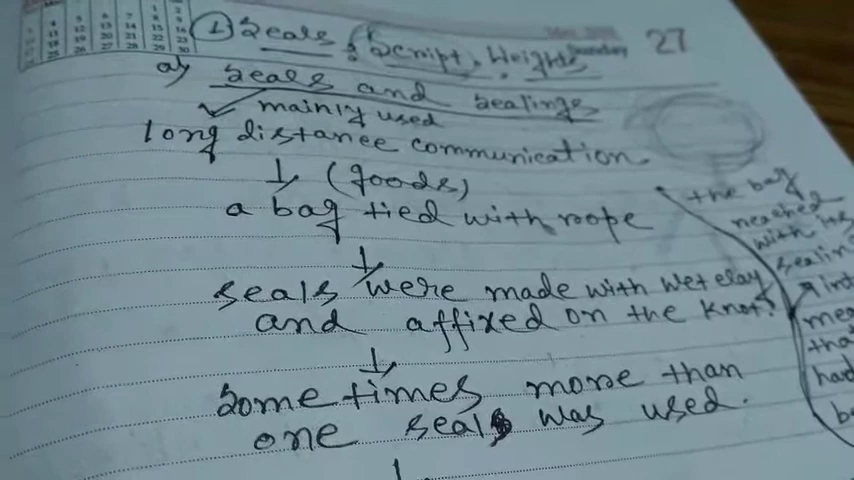 ① Seals, Script, Weights
Sunday 27
a) seals and sealings
mainly used
long distance communication.
(goods)
a bag tied with rope
seals were made with wet clay
and affixed on the knot
Sometimes more than
one seal was used.
the bag
reached
with its